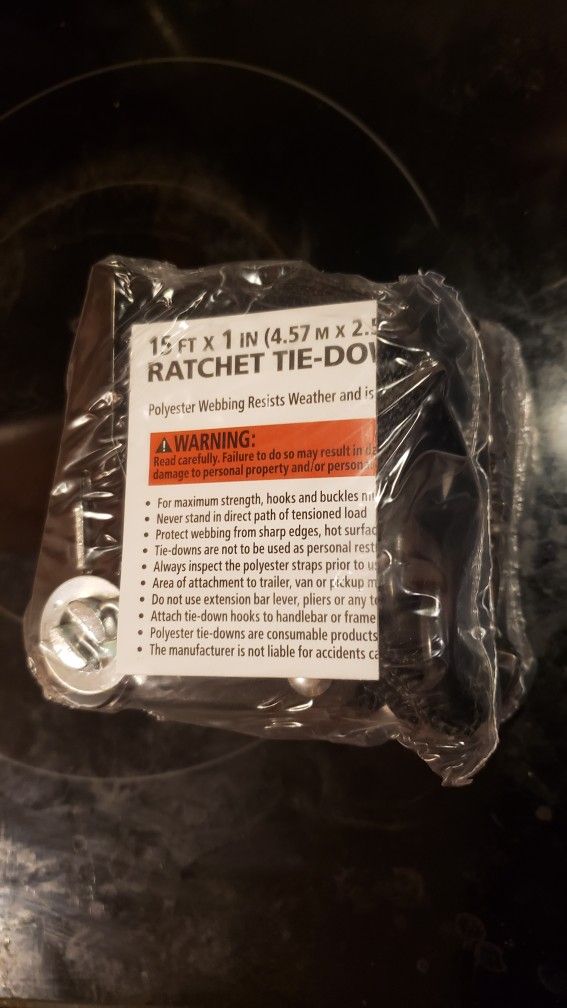 15 FT X 1 IN (4.57 M X 2.5
RATCHET TIE-DOW
Polyester Webbing Resists Weather and is
WARNING:
Read carefully. Failure to do so may result in
damage to personal property and/or personal
• For maximum strength, hooks and buckles
• Never stand in direct path of tensioned load
• Protect webbing from sharp edges, hot surfac
• Tie-downs are not to be used as personal rest
• Always inspect the polyester straps prior to us
• Area of attachment to trailer, van or pickup m
• Do not use extension bar lever, pliers or any t
• Attach tie-down hooks to handlebar or frame
• Polyester tie-downs are consumable products
• The manufacturer is not liable for accidents ca